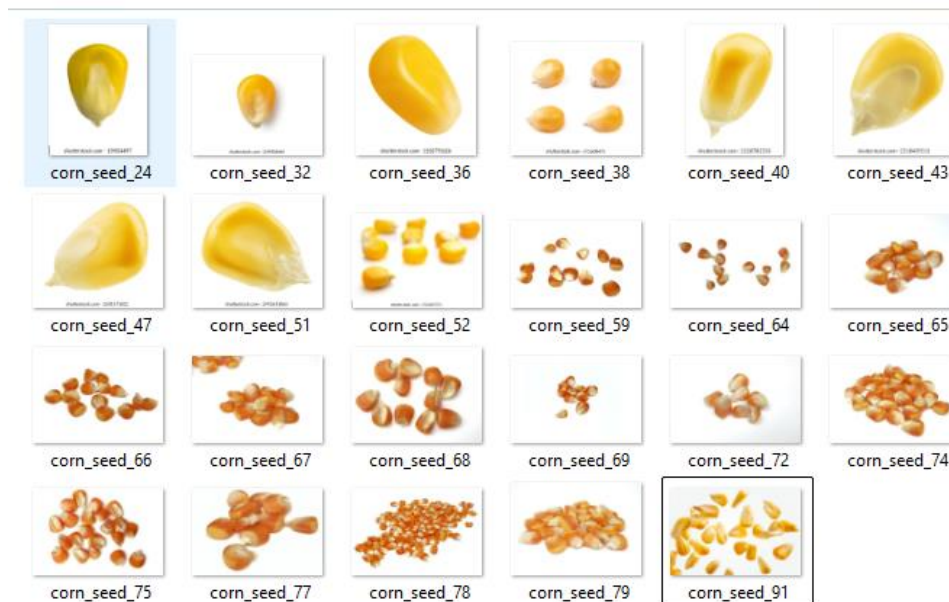 corn_seed_24 corn_seed_32 corn_seed_36 corn_seed_38 corn_seed_40 corn_seed_43
corn_seed_47 corn_seed_51 corn_seed_52 corn_seed_59 corn_seed_64 corn_seed_65
corn_seed_66 corn_seed_67 corn_seed_68 corn_seed_69 corn_seed_72 corn_seed_74
corn_seed_75 corn_seed_77 corn_seed_78 corn_seed_79 corn_seed_91